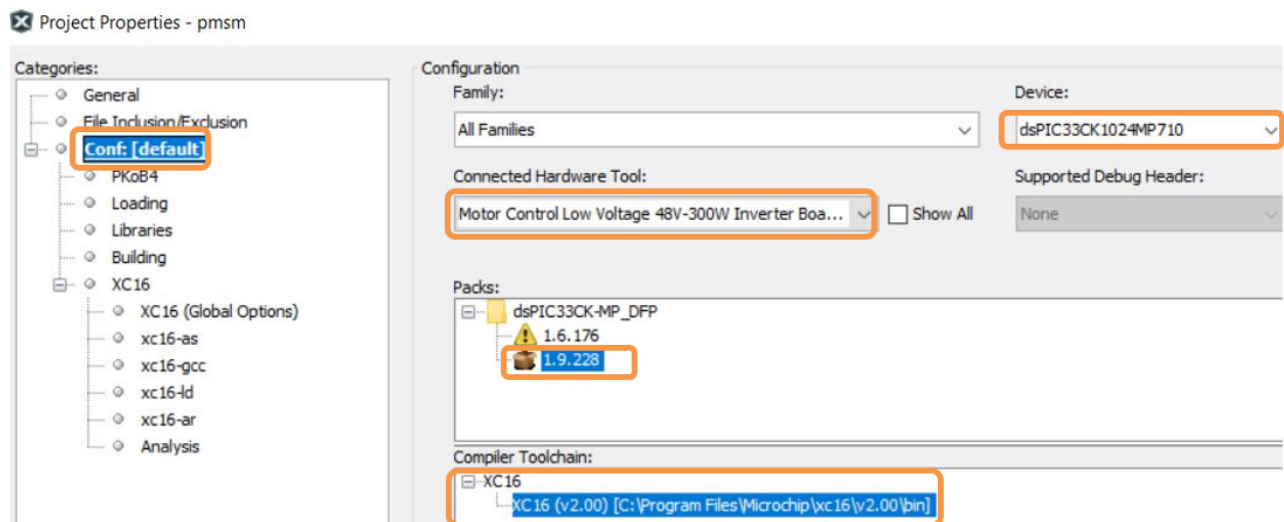 Project Properties - pmsm
Categories:
General
File Inclusion/Exclusion
Conf: [default]
PKoB4
Loading
Libraries
Building
XC16
XC16 (Global Options)
xc16-as
xc16-gcc
xc16-ld
xc16-ar
Analysis
Configuration
Family:
All Families
Device:
dsPIC33CK1024MP710
Connected Hardware Tool:
Motor Control Low Voltage 48V-300W Inverter Boa...
Show All
Supported Debug Header:
None
Packs:
dsPIC33CK-MP_DFP
1.6.176
1.9.228
Compiler Toolchain:
XC16
XC16 (v2.00) [C:\Program Files\Microchip\xc16\v2.00\bin]